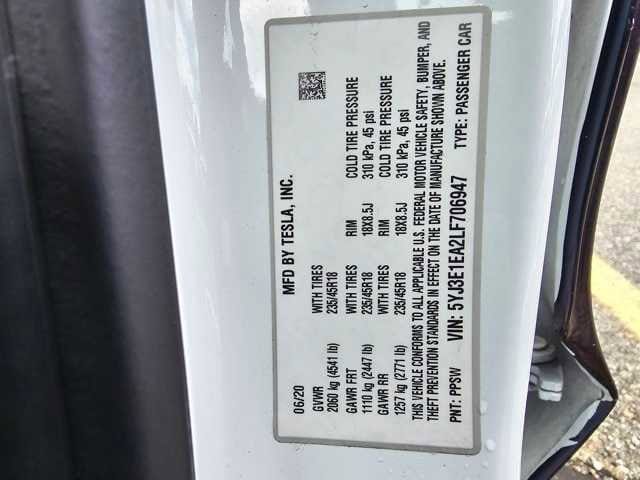 MFD BY TESLA, INC.
06/20
GVWR WITH TIRES RIM COLD TIRE PRESSURE
2060 kg (4541 lb) 235/45R18 18X8.5J 310 kPa, 45 psi
GAWR FRT WITH TIRES RIM COLD TIRE PRESSURE
1110 kg (2447 lb) 235/45R18 18X8.5J 310 kPa, 45 psi
GAWR RR
1257 kg (2771 lb) 235/45R18
THIS VEHICLE CONFORMS TO ALL APPLICABLE U.S. FEDERAL MOTOR VEHICLE SAFETY, BUMPER, AND
THEFT PREVENTION STANDARDS IN EFFECT ON THE DATE OF MANUFACTURE SHOWN ABOVE.
VIN: 5YJ3E1EA2LF706947
PNT: PPSW TYPE: PASSENGER CAR